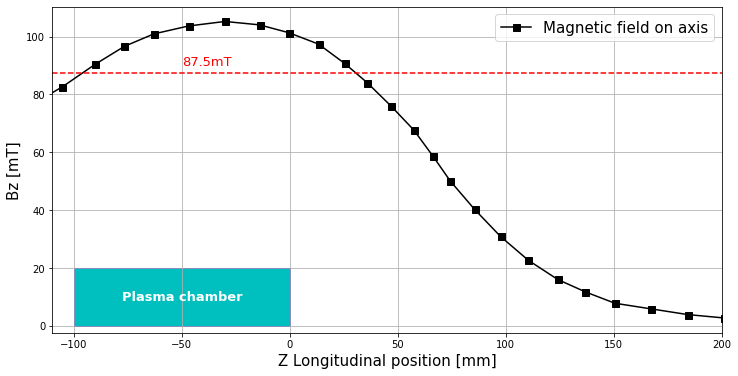 Magnetic field on axis
87.5mT
Bz [mT]
100
80
60
40
20
0
Plasma chamber
−100
−50
0
50
100
150
200
Z Longitudinal position [mm]